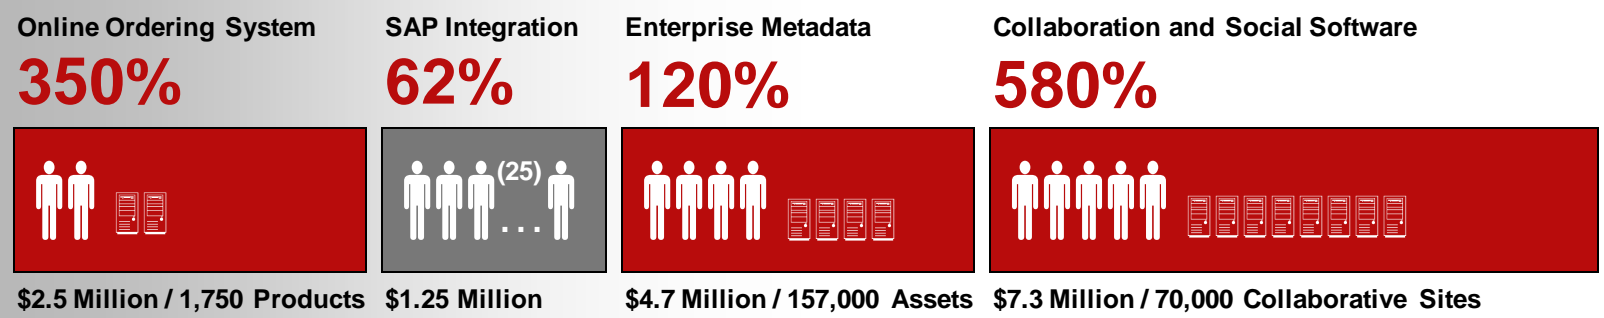 Online Ordering System
350%
$2.5 Million / 1,750 Products
SAP Integration
62%
(25)
...
$1.25 Million
Enterprise Metadata
120%
$4.7 Million / 157,000 Assets
Collaboration and Social Software
580%
$7.3 Million / 70,000 Collaborative Sites